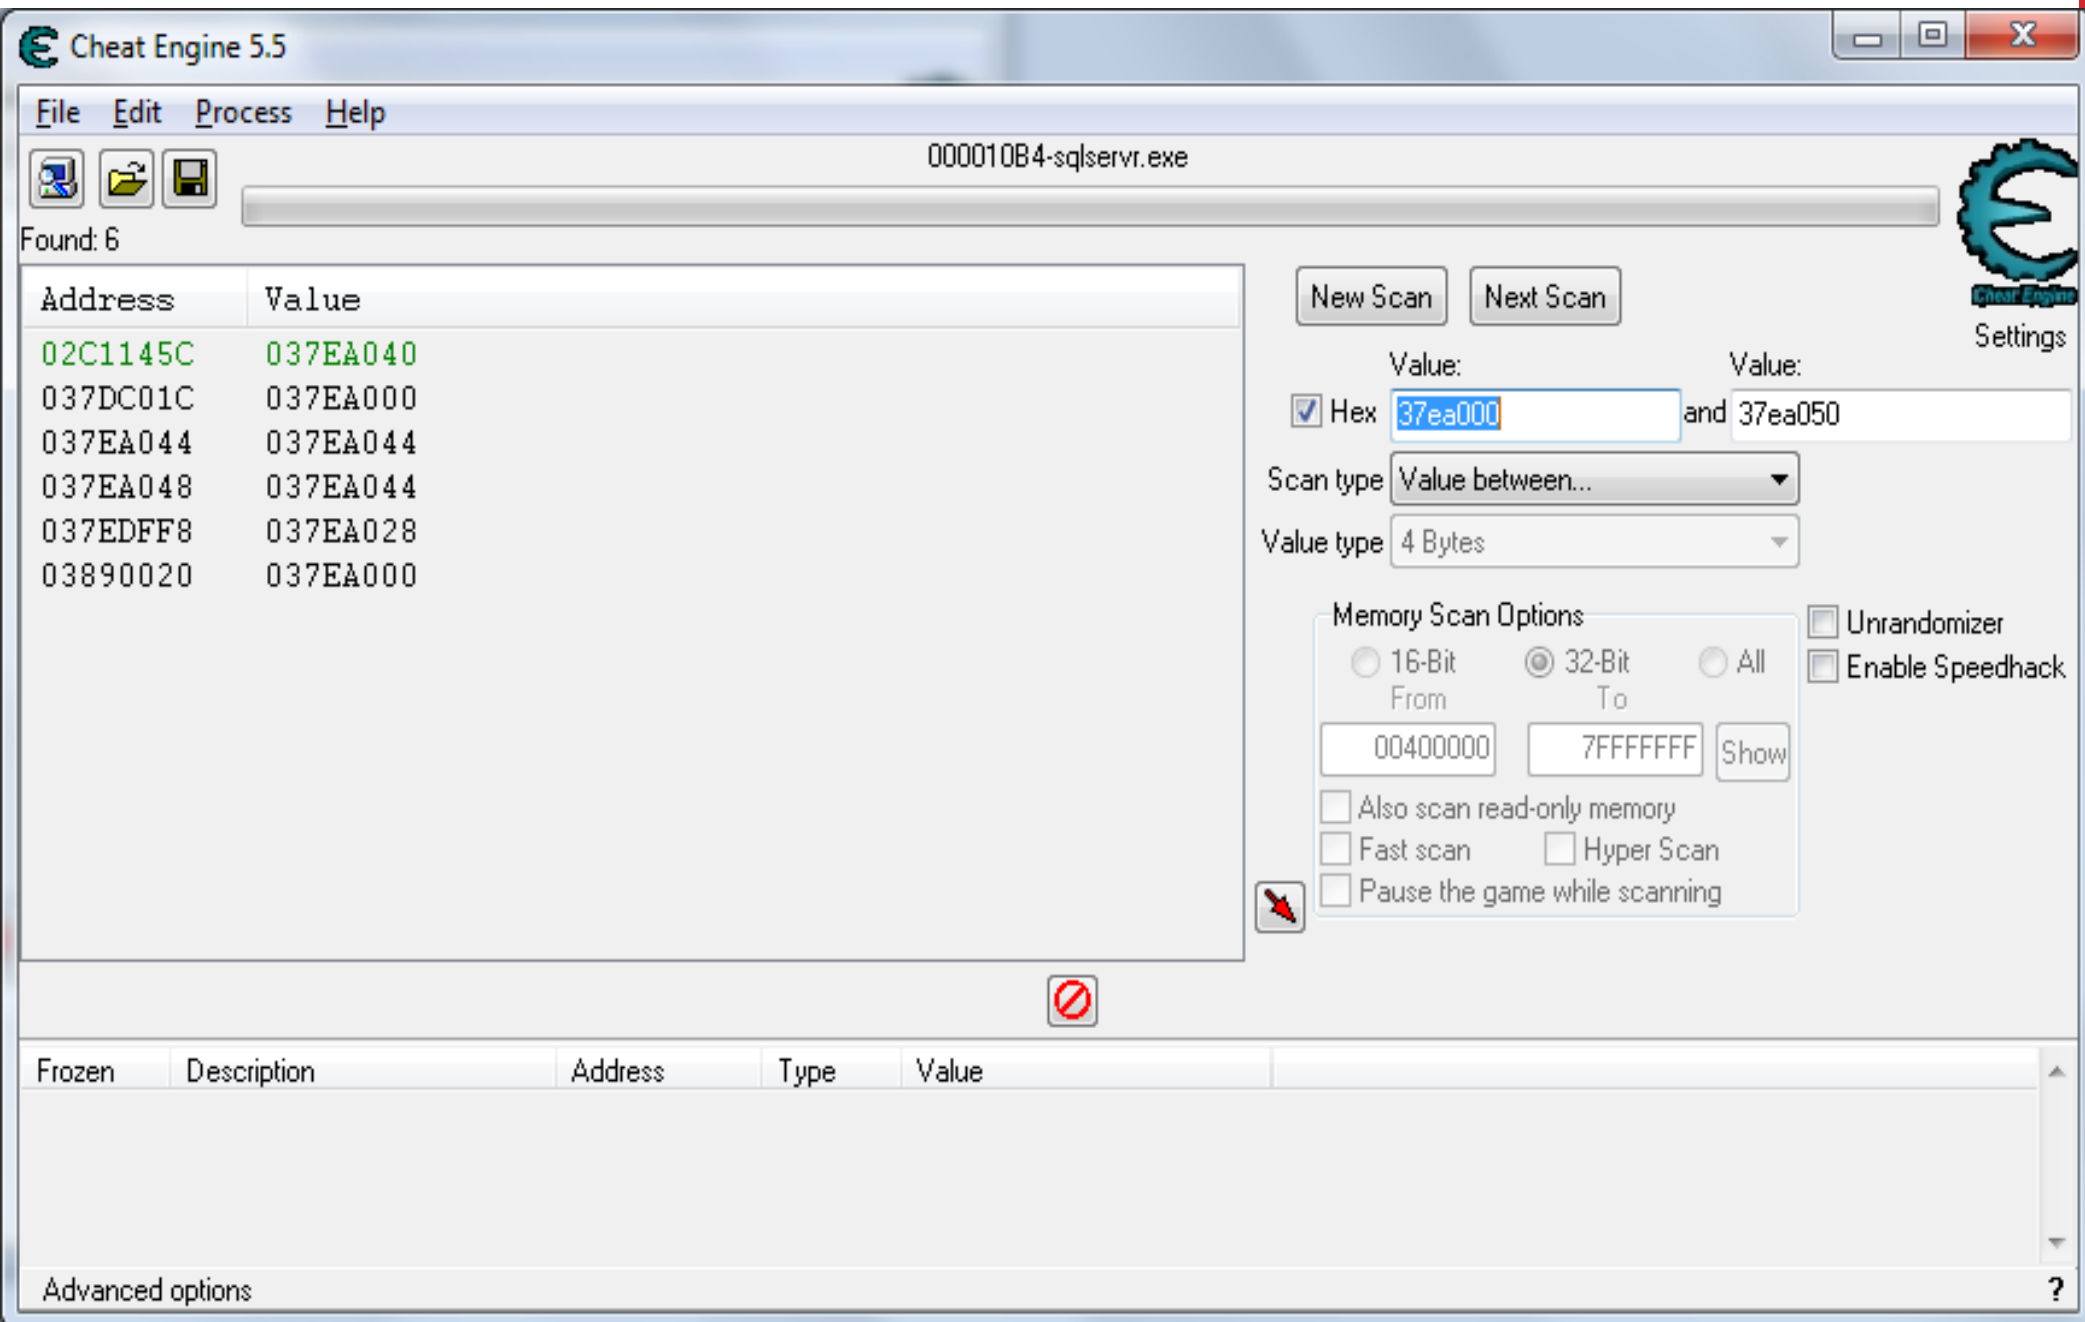 Cheat Engine 5.5
File Edit Process Help
000010B4-sqlservr.exe
Found: 6
Cheat Engine
Settings
Address Value
02C1145C 037EA040
037DC01C 037EA000
037EA044 037EA044
037EA048 037EA044
037EDFF8 037EA028
03890020 037EA000
New Scan Next Scan
Value: Value:
Hex 37ea000 and 37ea050
Scan type Value between...
Value type 4 Bytes
Memory Scan Options
16-Bit 32-Bit All
From To
00400000 7FFFFFFF Show
Also scan read-only memory
Fast scan Hyper Scan
Pause the game while scanning
Unrandomizer
Enable Speedhack
Frozen Description Address Type Value
Advanced options ?